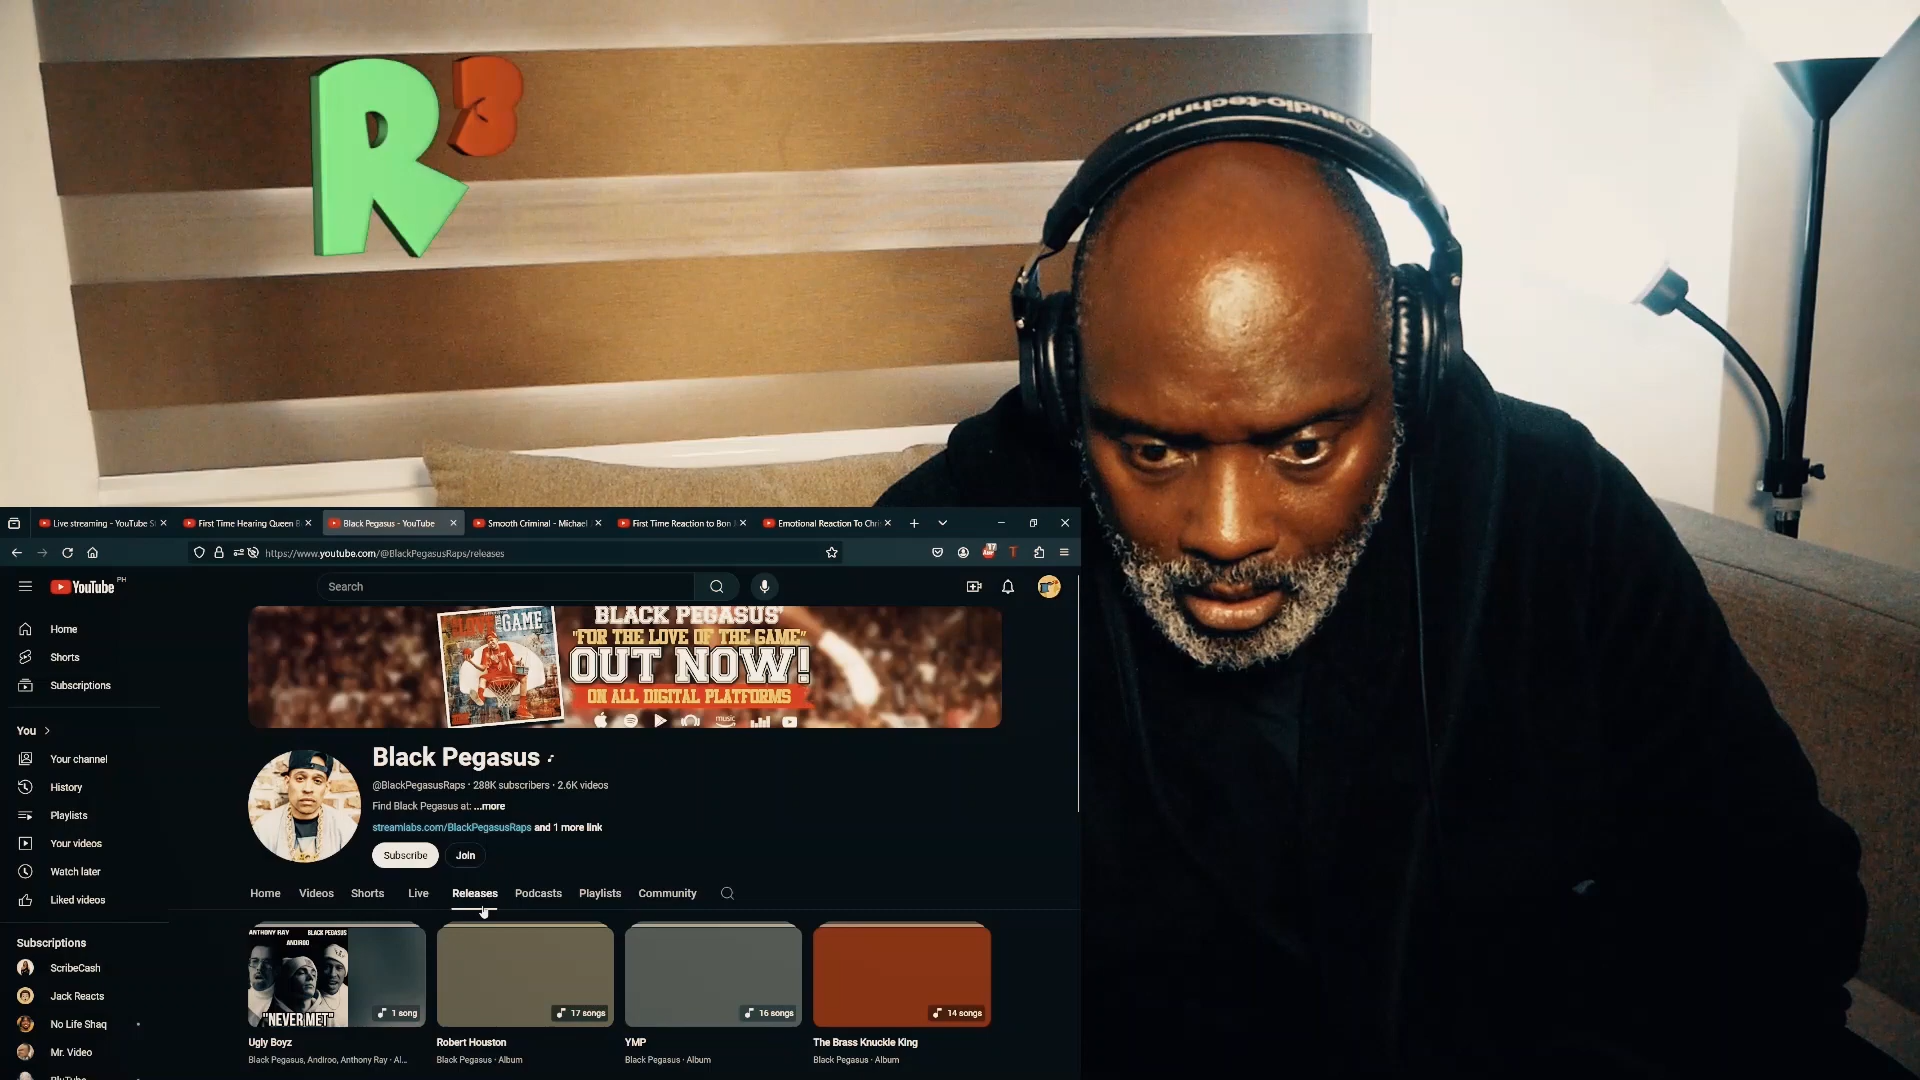 R3
audio-technica
Live streaming - YouTube S
First Time Hearing Queen B
Black Pegasus - YouTube
Smooth Criminal - Michael J
First Time Reaction to Bon J
Emotional Reaction To Chris
https://www.youtube.com/@BlackPegasusRaps/releases
YouTube PH
Search
Home
Shorts
Subscriptions
You
Your channel
History
Playlists
Your videos
Watch later
Liked videos
Subscriptions
ScribeCash
Jack Reacts
No Life Shaq
Mr. Video
GAME
BLACK PEGASUS'
"FOR THE LOVE OF THE GAME"
OUT NOW!
ON ALL DIGITAL PLATFORMS
music
Black Pegasus
@BlackPegasusRaps · 288K subscribers · 2.6K videos
Find Black Pegasus at: ...more
streamlabs.com/BlackPegasusRaps and 1 more link
Subscribe
Join
Home
Videos
Shorts
Live
Releases
Podcasts
Playlists
Community
ANTHONY RAY BLACK PEGASUS
ANDIROO
"NEVER MET"
1 song
17 songs
16 songs
14 songs
Ugly Boyz
Robert Houston
YMP
The Brass Knuckle King
Black Pegasus, Andiroo, Anthony Ray · Al...
Black Pegasus · Album
Black Pegasus · Album
Black Pegasus · Album